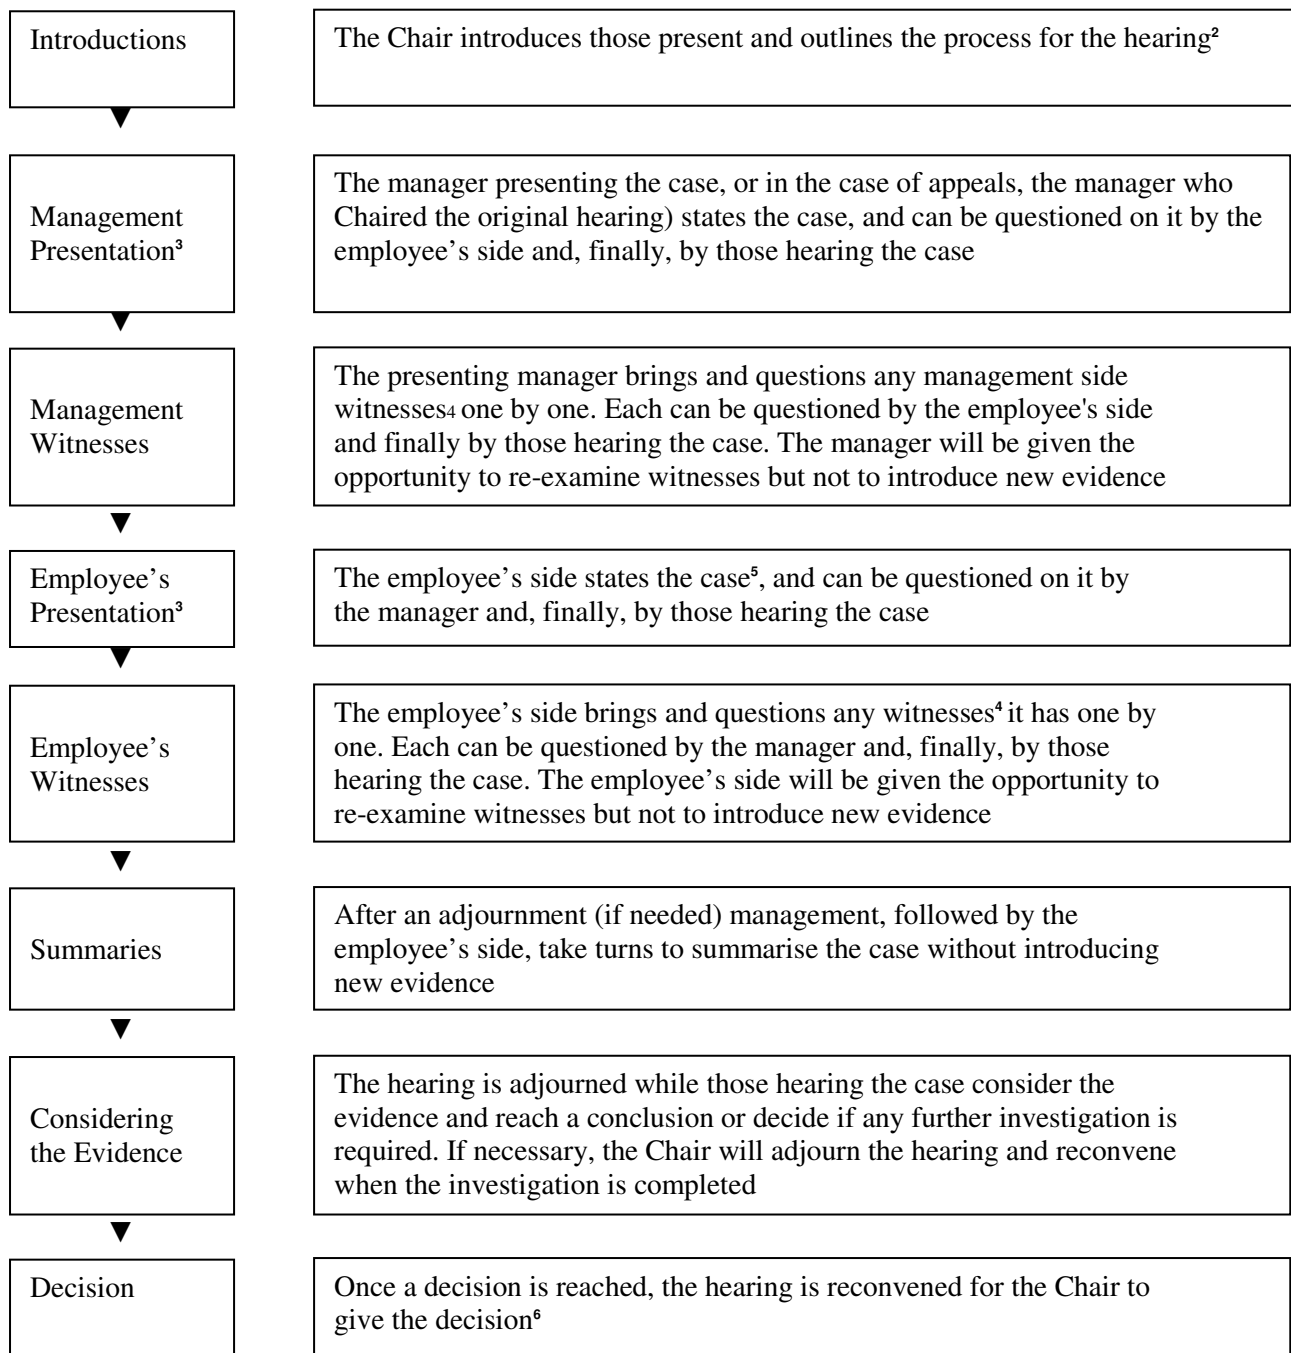 Introductions
The Chair introduces those present and outlines the process for the hearing²
Management
Presentation³
The manager presenting the case, or in the case of appeals, the manager who
Chaired the original hearing) states the case, and can be questioned on it by the
employee’s side and, finally, by those hearing the case
Management
Witnesses
The presenting manager brings and questions any management side
witnesses₄ one by one. Each can be questioned by the employee's side
and finally by those hearing the case. The manager will be given the
opportunity to re-examine witnesses but not to introduce new evidence
Employee’s
Presentation³
The employee’s side states the case⁵, and can be questioned on it by
the manager and, finally, by those hearing the case
Employee’s
Witnesses
The employee’s side brings and questions any witnesses⁴ it has one by
one. Each can be questioned by the manager and, finally, by those
hearing the case. The employee’s side will be given the opportunity to
re-examine witnesses but not to introduce new evidence
Summaries
After an adjournment (if needed) management, followed by the
employee’s side, take turns to summarise the case without introducing
new evidence
Considering
the Evidence
The hearing is adjourned while those hearing the case consider the
evidence and reach a conclusion or decide if any further investigation is
required. If necessary, the Chair will adjourn the hearing and reconvene
when the investigation is completed
Decision
Once a decision is reached, the hearing is reconvened for the Chair to
give the decision⁶